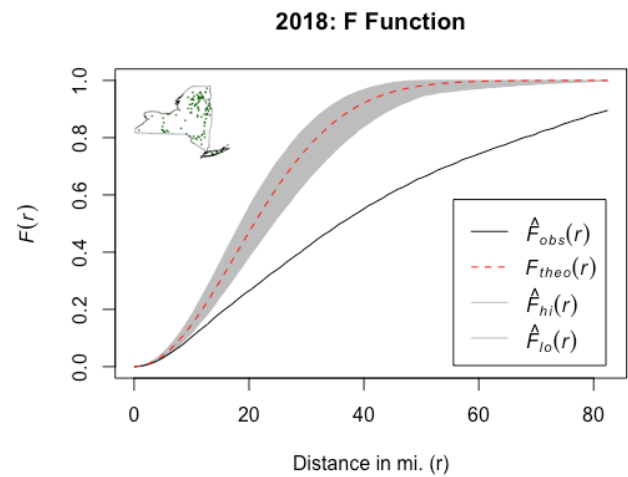 2018: F Function
F(r)
1.0
0.8
0.6
0.4
0.2
0.0
F̂obs(r)
Ftheo(r)
F̂hi(r)
F̂lo(r)
0 20 40 60 80
Distance in mi. (r)